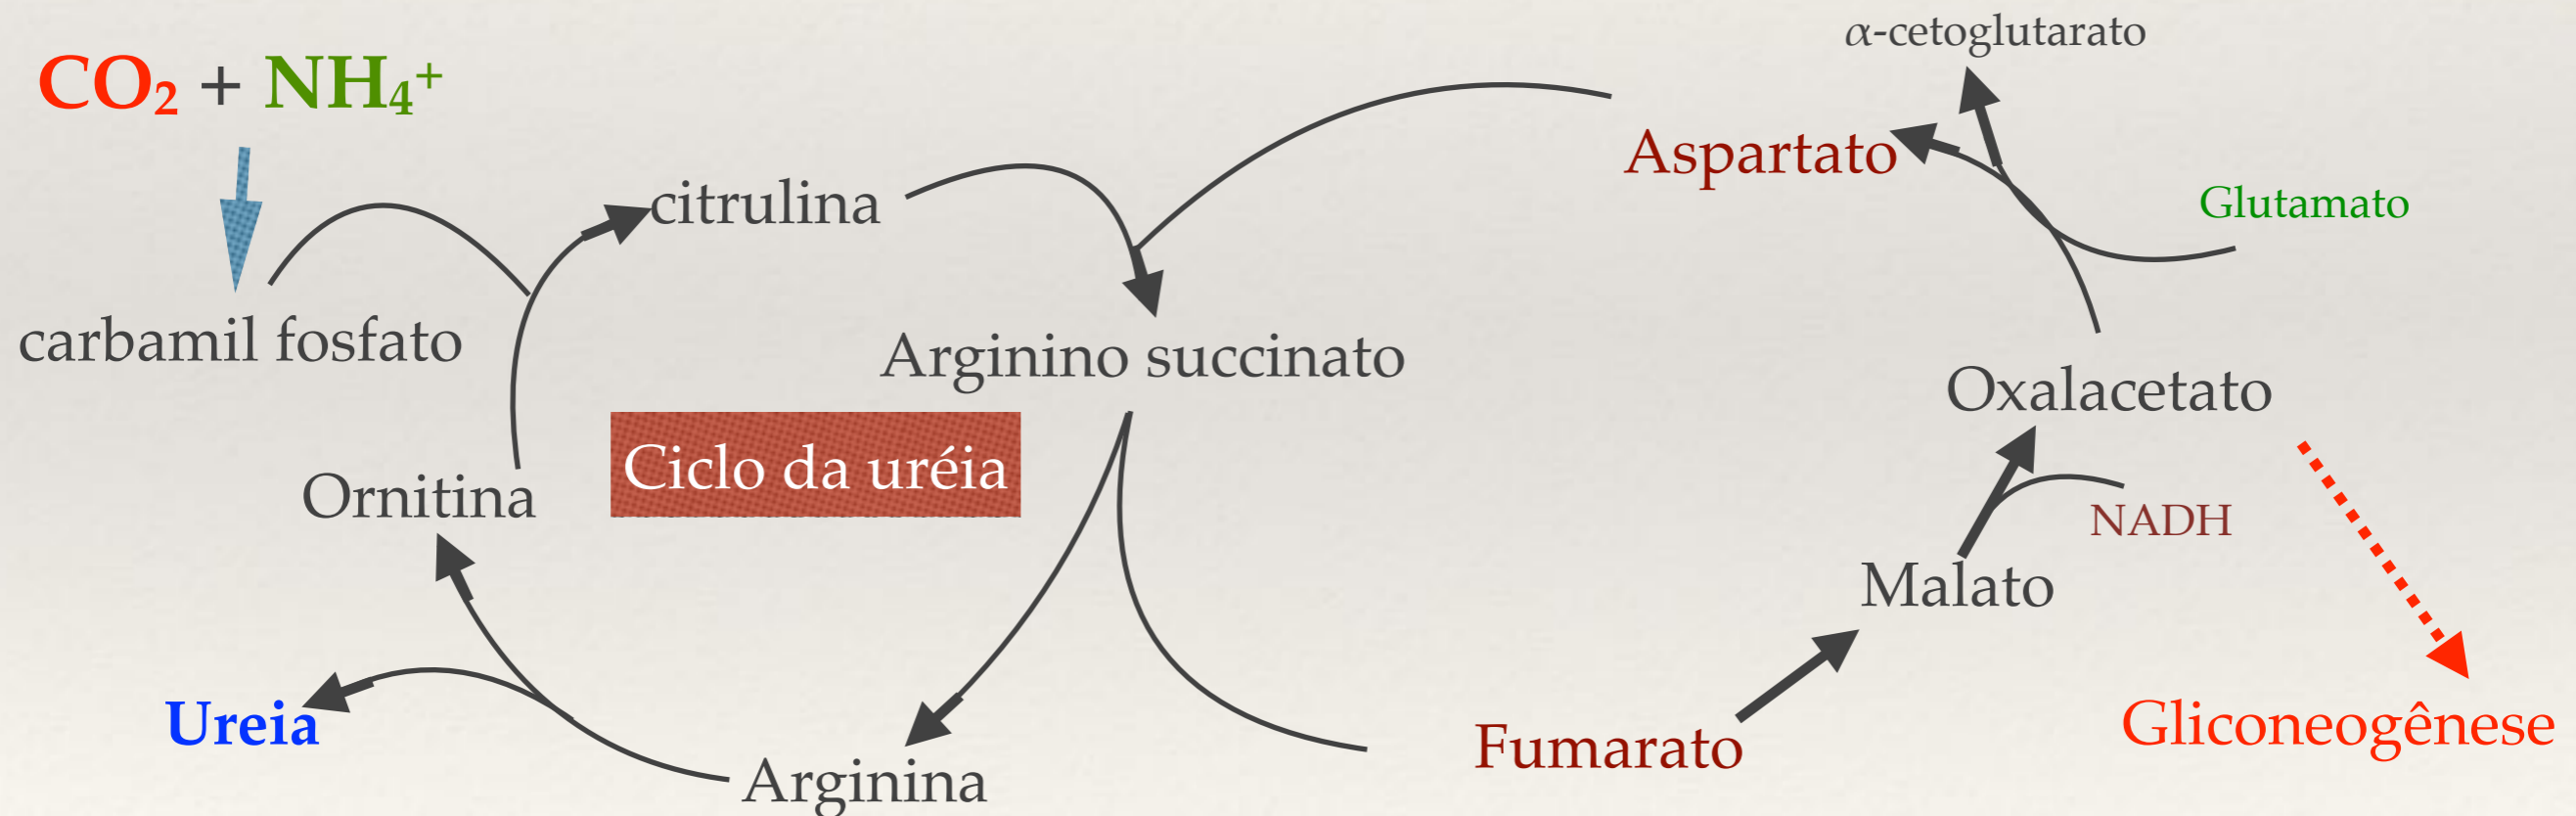 α-cetoglutarato
CO₂ + NH₄⁺
Aspartato
citrulina
Glutamato
carbamil fosfato
Arginino succinato
Oxalacetato
Ciclo da uréia
Ornitina
NADH
Malato
Ureia
Fumarato
Gliconeogênese
Arginina